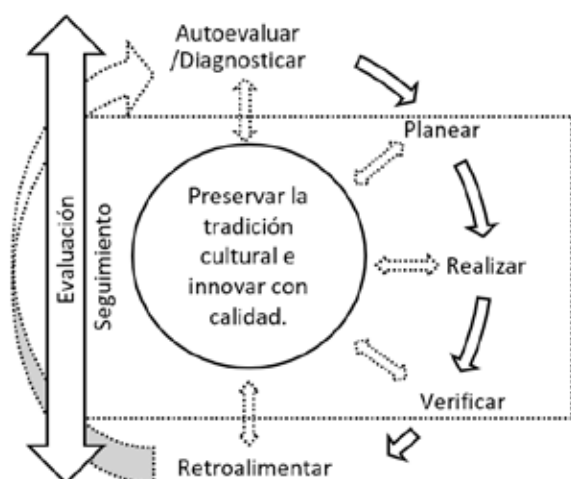 Autoevaluar
/Diagnosticar
Planear
Evaluación
Seguimiento
Preservar la
tradición
cultural e
innovar con
calidad.
Realizar
Verificar
Retroalimentar